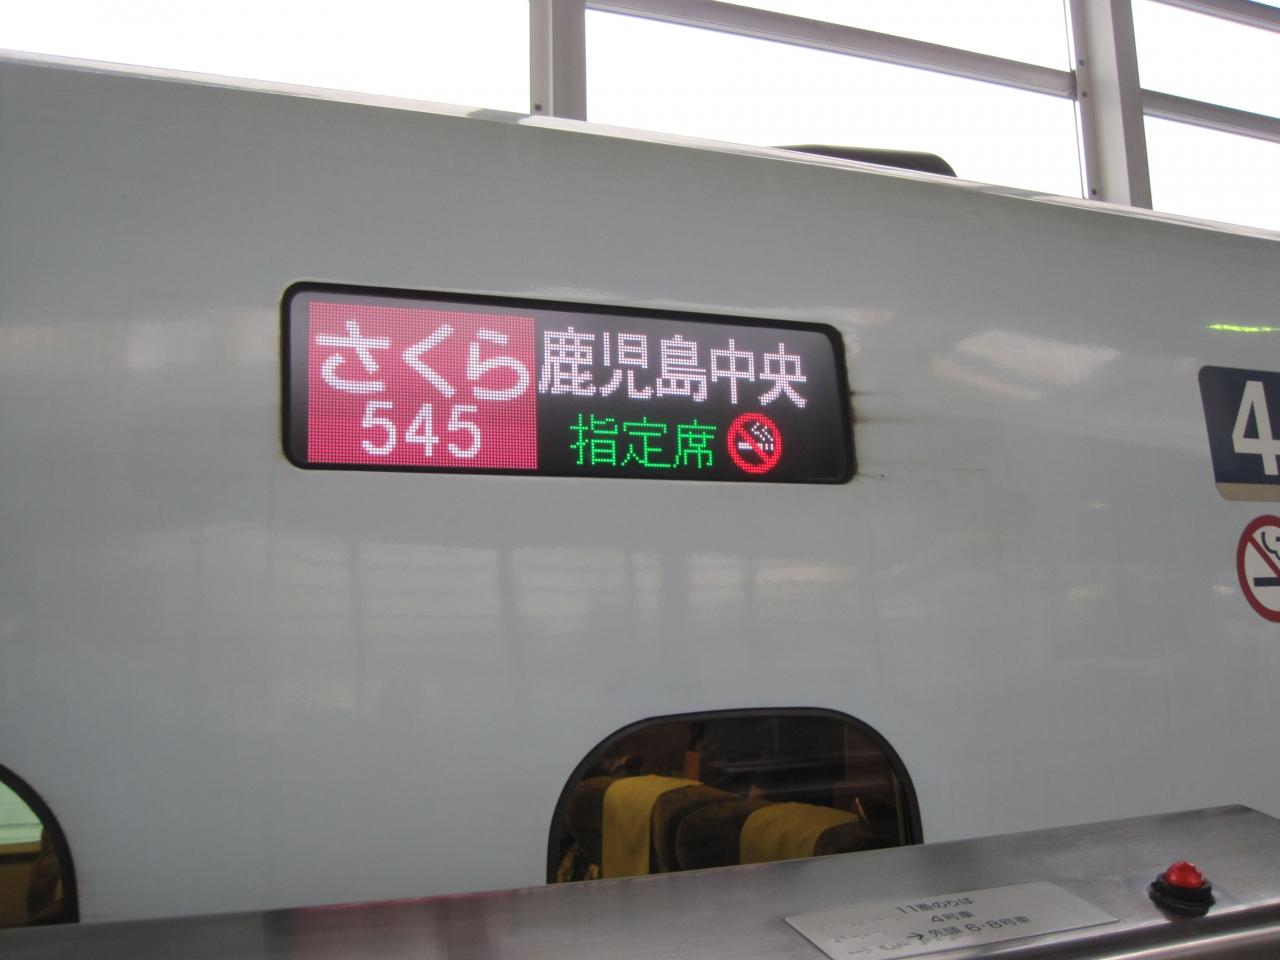 さくら
545
鹿児島中央
指定席
4
11番のりば
4号車
→ 先頭 6・8号車